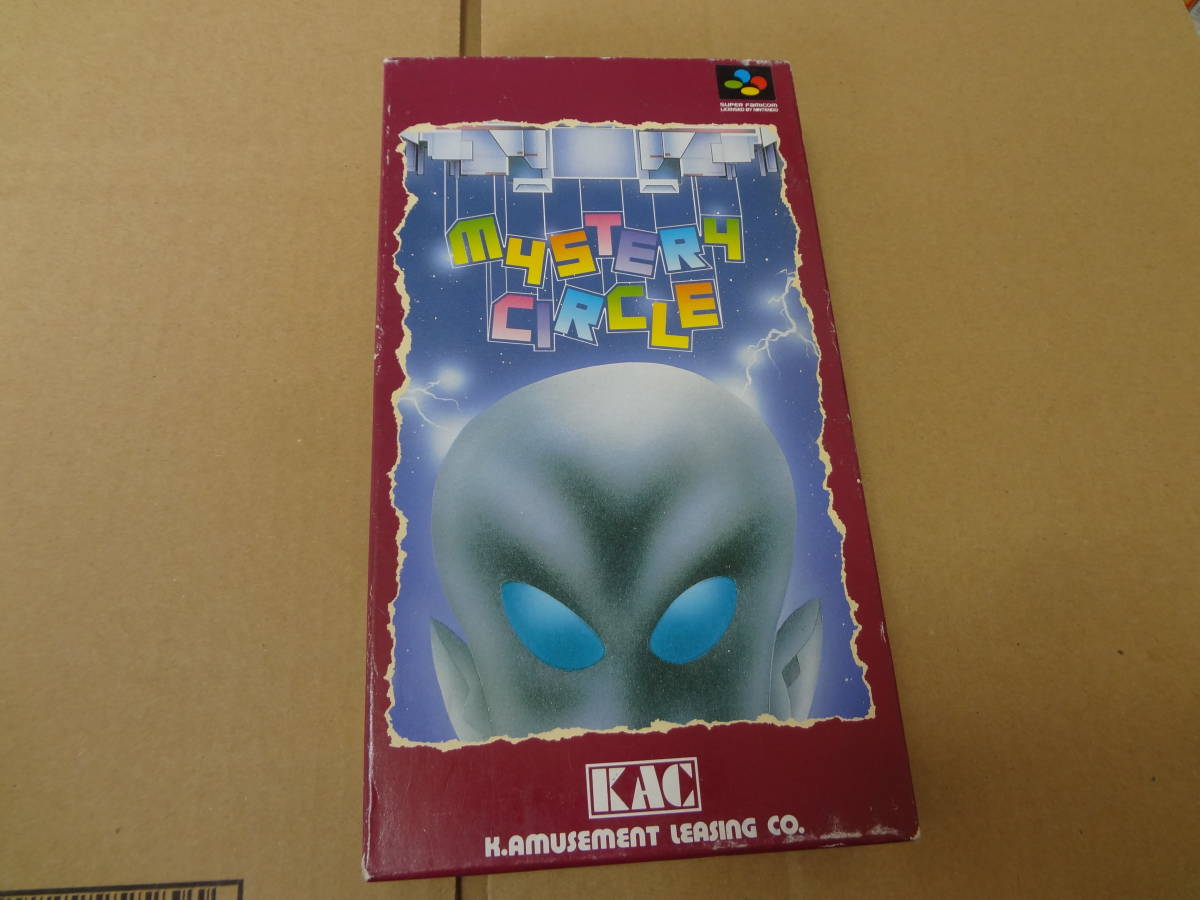 SUPER FAMICOM
LICENSED BY NINTENDO
MYSTERY
CIRCLE
KAC
K.AMUSEMENT LEASING CO.